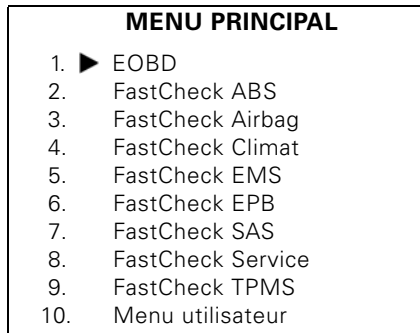 MENU PRINCIPAL
1. ▶ EOBD
2. FastCheck ABS
3. FastCheck Airbag
4. FastCheck Climat
5. FastCheck EMS
6. FastCheck EPB
7. FastCheck SAS
8. FastCheck Service
9. FastCheck TPMS
10. Menu utilisateur